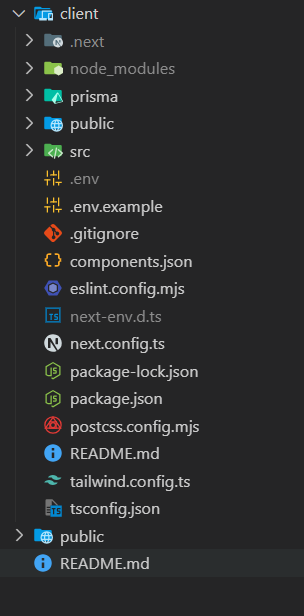 client
.next
node_modules
prisma
public
src
.env
.env.example
.gitignore
components.json
eslint.config.mjs
next-env.d.ts
next.config.ts
package-lock.json
package.json
postcss.config.mjs
README.md
tailwind.config.ts
tsconfig.json
public
README.md